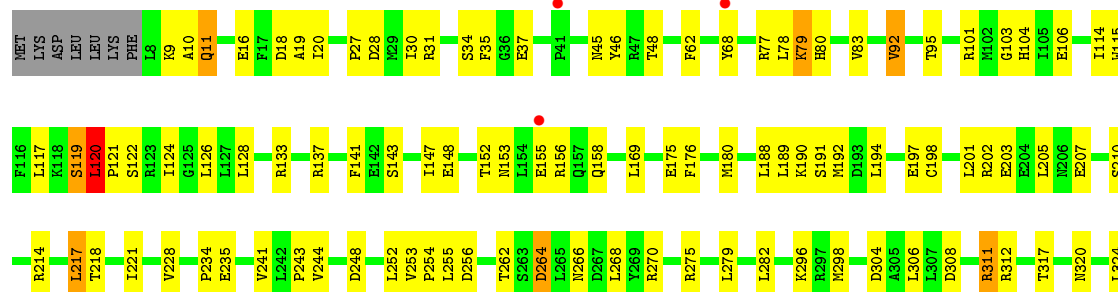 MET LYS ASP LEU LEU LYS PHE L8 K9 A10 Q11 E16 F17 D18 A19 I20 P27 D28 M29 I30 R31 S34 F35 G36 E37 P41 N45 Y46 R47 T48 F62 Y68 R77 L78 K79 H80 V83 V92 T95 R101 M102 G103 H104 I105 E106 I114 W115
F116 L117 K118 S119 L120 P121 S122 R123 I124 G125 L126 L127 L128 R133 R137 F141 E142 S143 I147 E148 T152 N153 L154 E155 R156 Q157 Q158 L169 E175 F176 M180 L188 L189 K190 S191 M192 D193 L194 E197 C198 L201 R202 E203 E204 L205 N206 E207 S210
R214 L217 T218 I221 V228 P234 E235 V241 L242 P243 V244 D248 L252 V253 P254 L255 D256 T262 S263 D264 L265 N266 D267 L268 Y269 R270 R275 L279 L282 K296 R297 M298 D304 A305 L306 L307 D308 R311 R312 T317 N320 L324